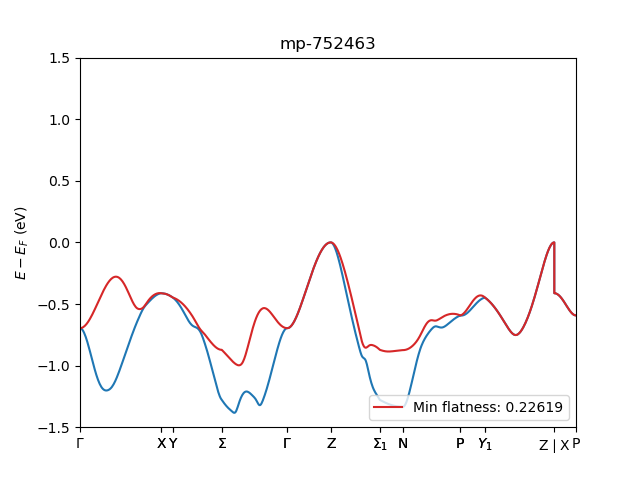 mp-752463
1.5
1.0
0.5
0.0
−0.5
−1.0
−1.5
E − E_F (eV)
Min flatness: 0.22619
Γ X Y Σ Γ Z Σ₁ N P Y₁ Z | X P